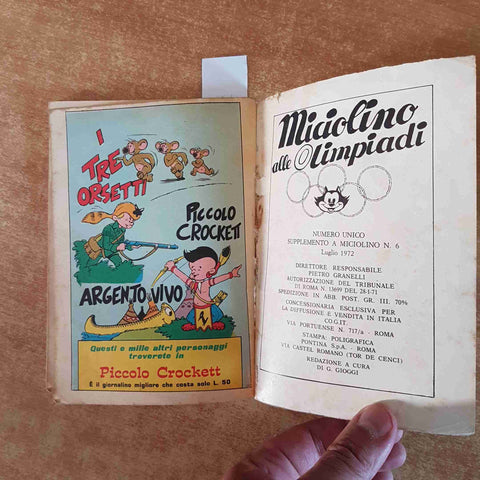 I
TRE
ORSETTI
PICCOLO
CROCKETT
ARGENTO VIVO
Questi e mille altri personaggi
troverete in
Piccolo Crockett
È il giornalino migliore che costa solo L. 50
Miciolino
alle Olimpiadi
NUMERO UNICO
SUPPLEMENTO A MICIOLINO N. 6
Luglio 1972
DIRETTORE RESPONSABILE
PIETRO GRANELLI
AUTORIZZAZIONE DEL TRIBUNALE
DI ROMA N. 13699 DEL 28-1-71
SPEDIZIONE IN ABB. POST. GR. III. 70%
CONCESSIONARIA ESCLUSIVA PER
LA DIFFUSIONE E VENDITA IN ITALIA
CO.G.IT.
VIA PORTUENSE N. 717/a - ROMA
STAMPA: POLIGRAFICA
PONTINA S.p.A. - ROMA
VIA CASTEL ROMANO (TOR DE CENCI)
REDAZIONE A CURA
DI G. GIOGGI